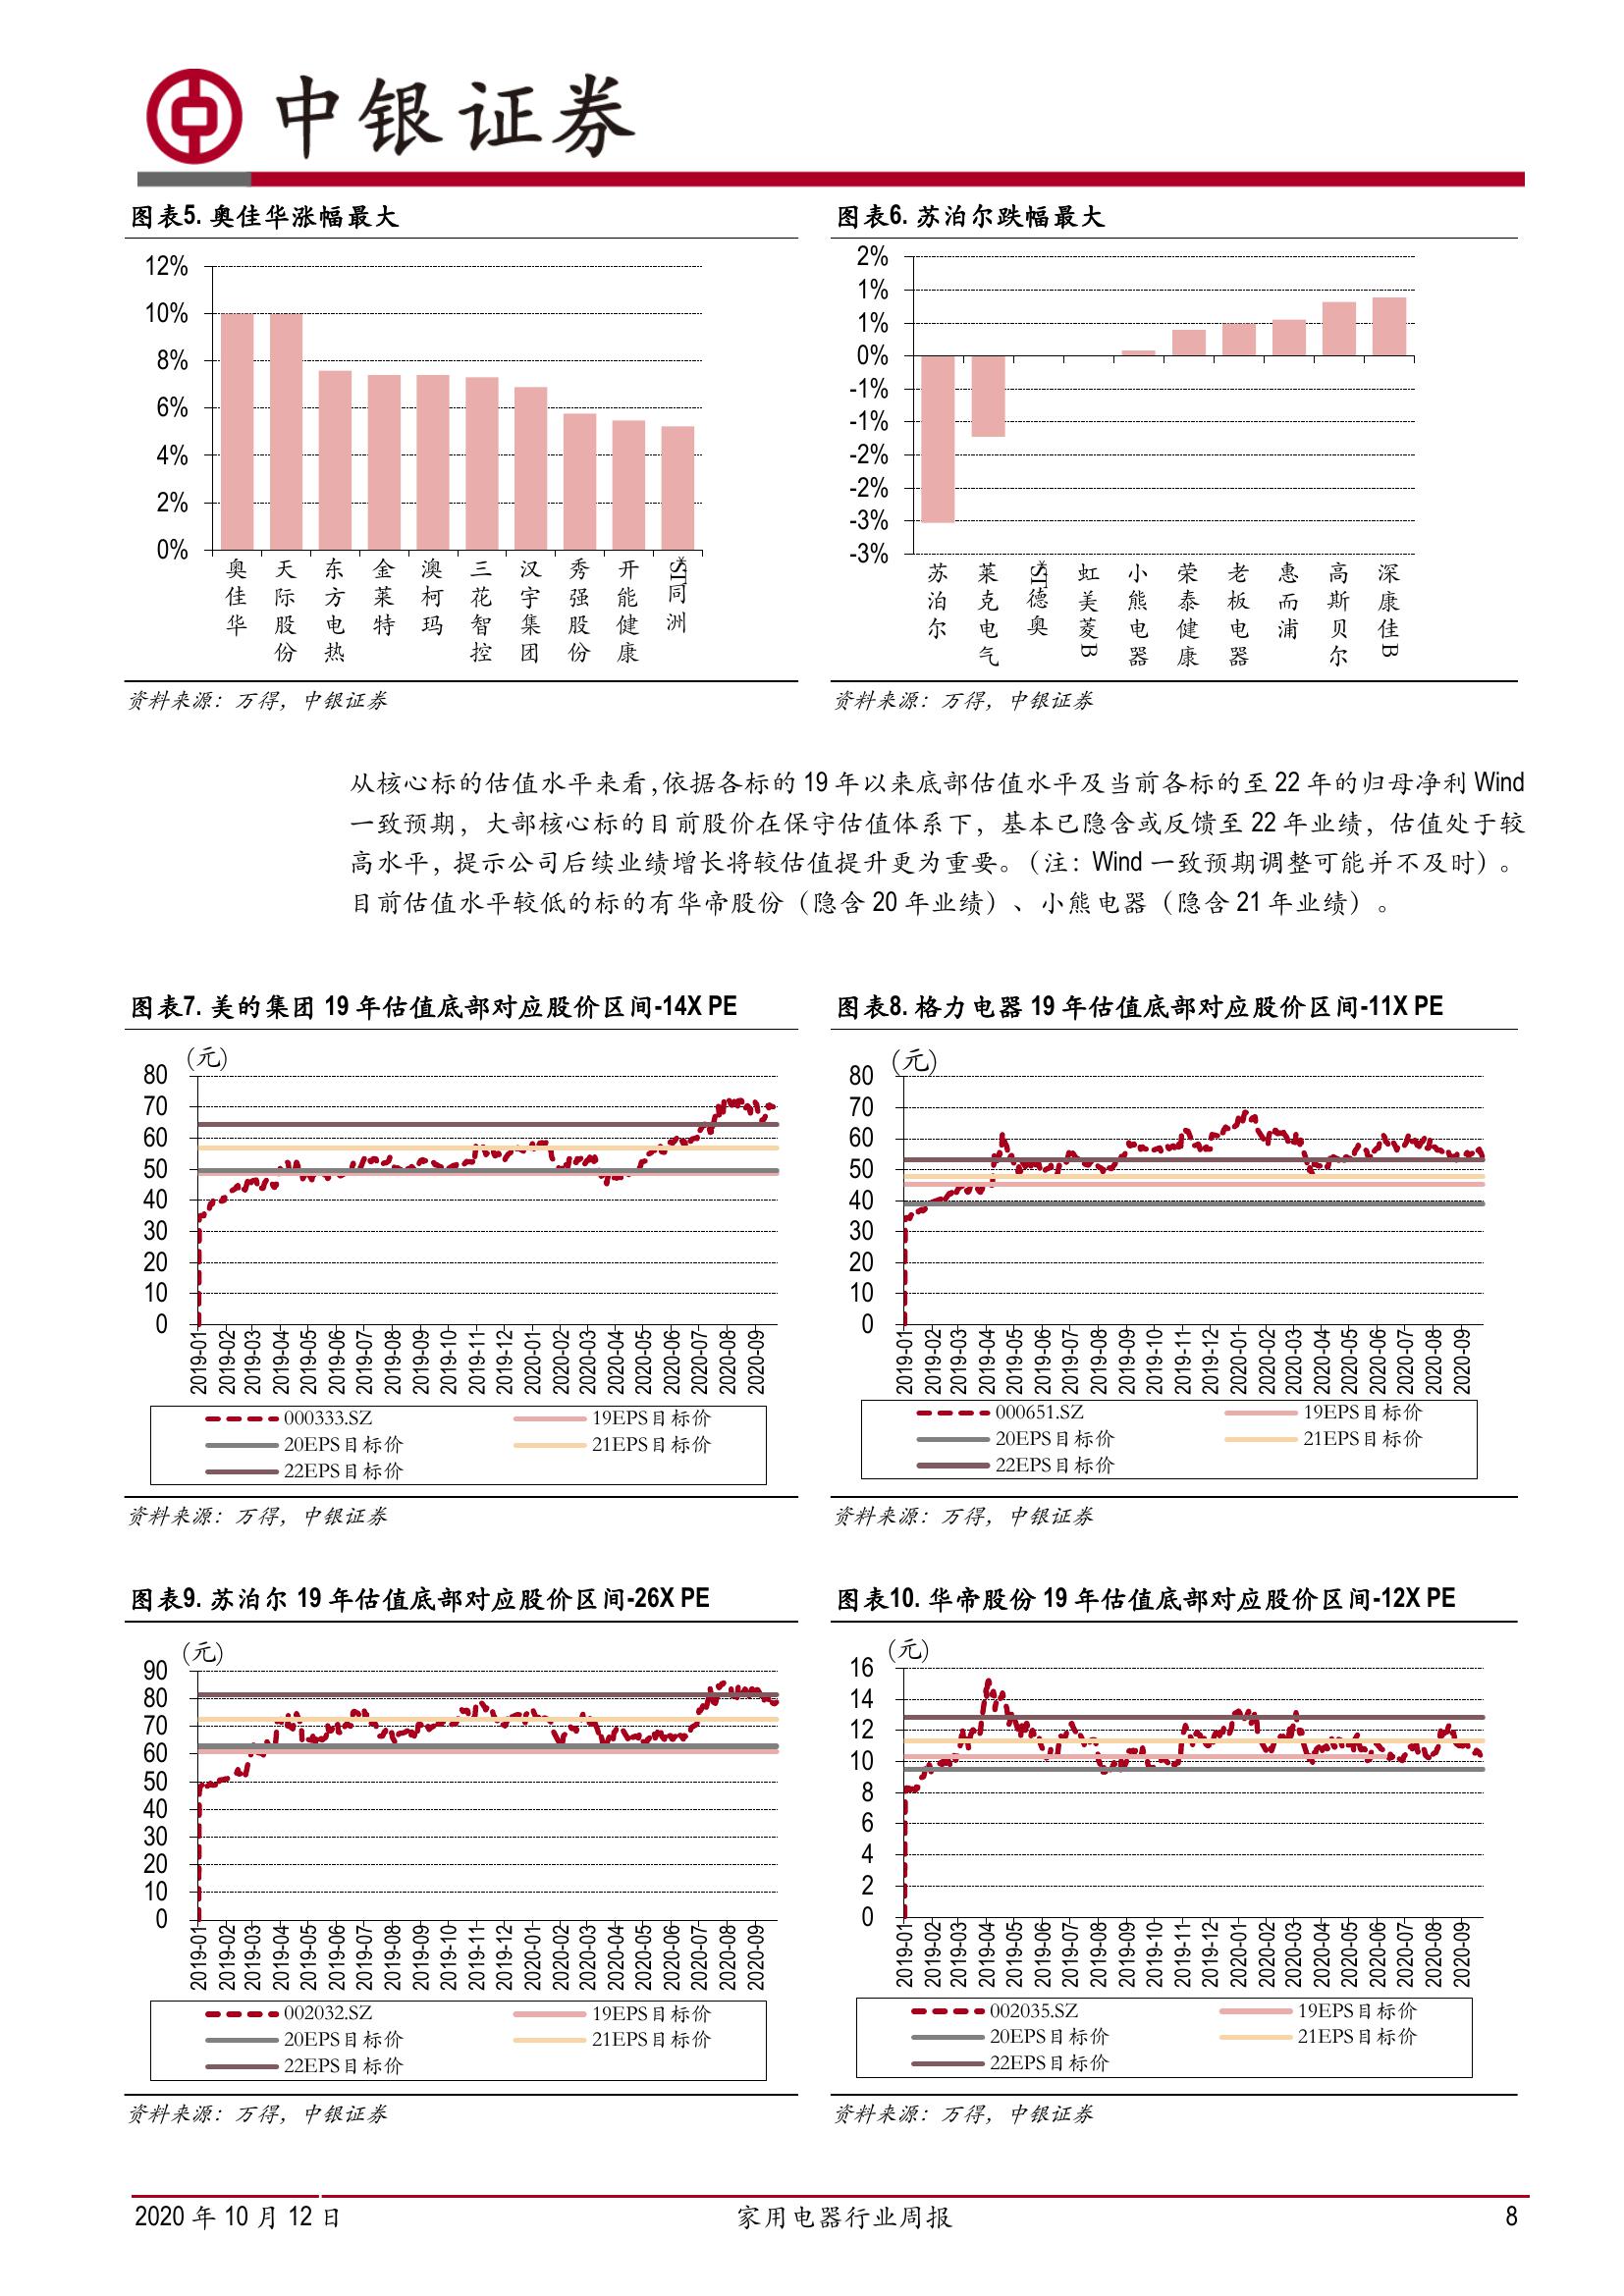 中银证券
图表5. 奥佳华涨幅最大
12%
10%
8%
6%
4%
2%
0%
奥佳华
天际股份
东方电热
金莱特
澳柯玛
三花智控
汉宇集团
秀强股份
开能健康
*ST同洲
资料来源：万得，中银证券
图表6. 苏泊尔跌幅最大
2%
1%
1%
0%
-1%
-1%
-2%
-2%
-3%
-3%
苏泊尔
莱克电气
*ST德奥
虹美菱B
小熊电器
荣泰健康
老板电器
惠而浦
高斯贝尔
深康佳B
资料来源：万得，中银证券
从核心标的估值水平来看，依据各标的 19 年以来底部估值水平及当前各标的至 22 年的归母净利 Wind
一致预期，大部核心标的目前股价在保守估值体系下，基本已隐含或反馈至 22 年业绩，估值处于较
高水平，提示公司后续业绩增长将较估值提升更为重要。（注：Wind 一致预期调整可能并不及时）。
目前估值水平较低的标的有华帝股份（隐含 20 年业绩）、小熊电器（隐含 21 年业绩）。
图表7. 美的集团 19 年估值底部对应股价区间-14X PE
(元)
80
70
60
50
40
30
20
10
0
2019-01
2019-02
2019-03
2019-04
2019-05
2019-06
2019-07
2019-08
2019-09
2019-10
2019-11
2019-12
2020-01
2020-02
2020-03
2020-04
2020-05
2020-06
2020-07
2020-08
2020-09
000333.SZ
19EPS目标价
20EPS目标价
21EPS目标价
22EPS目标价
资料来源：万得，中银证券
图表8. 格力电器 19 年估值底部对应股价区间-11X PE
(元)
80
70
60
50
40
30
20
10
0
2019-01
2019-02
2019-03
2019-04
2019-05
2019-06
2019-07
2019-08
2019-09
2019-10
2019-11
2019-12
2020-01
2020-02
2020-03
2020-04
2020-05
2020-06
2020-07
2020-08
2020-09
000651.SZ
19EPS目标价
20EPS目标价
21EPS目标价
22EPS目标价
资料来源：万得，中银证券
图表9. 苏泊尔 19 年估值底部对应股价区间-26X PE
(元)
90
80
70
60
50
40
30
20
10
0
2019-01
2019-02
2019-03
2019-04
2019-05
2019-06
2019-07
2019-08
2019-09
2019-10
2019-11
2019-12
2020-01
2020-02
2020-03
2020-04
2020-05
2020-06
2020-07
2020-08
2020-09
002032.SZ
19EPS目标价
20EPS目标价
21EPS目标价
22EPS目标价
资料来源：万得，中银证券
图表10. 华帝股份 19 年估值底部对应股价区间-12X PE
(元)
16
14
12
10
8
6
4
2
0
2019-01
2019-02
2019-03
2019-04
2019-05
2019-06
2019-07
2019-08
2019-09
2019-10
2019-11
2019-12
2020-01
2020-02
2020-03
2020-04
2020-05
2020-06
2020-07
2020-08
2020-09
002035.SZ
19EPS目标价
20EPS目标价
21EPS目标价
22EPS目标价
资料来源：万得，中银证券
2020 年 10 月 12 日
家用电器行业周报
8